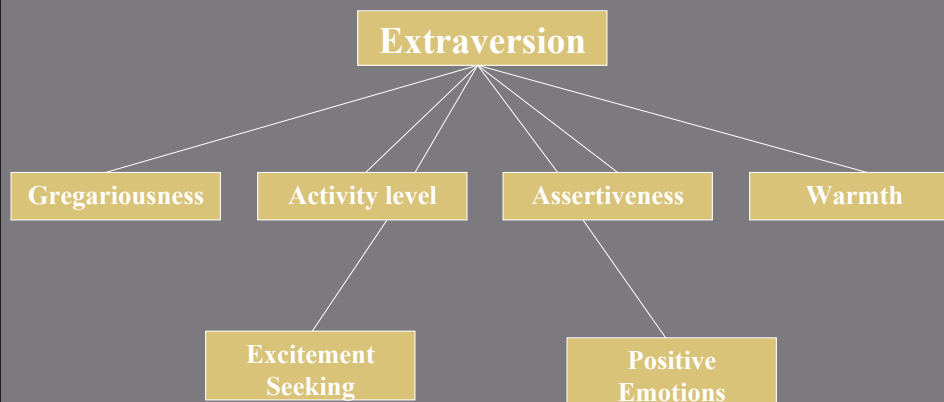 Extraversion
Gregariousness
Activity level
Assertiveness
Warmth
Excitement
Seeking
Positive
Emotions